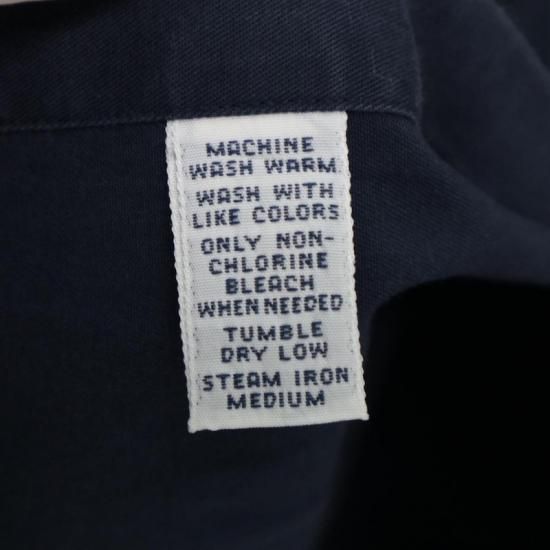 MACHINE
WASH WARM
WASH WITH
LIKE COLORS
ONLY NON-
CHLORINE
BLEACH
WHEN NEEDED
TUMBLE
DRY LOW
STEAM IRON
MEDIUM